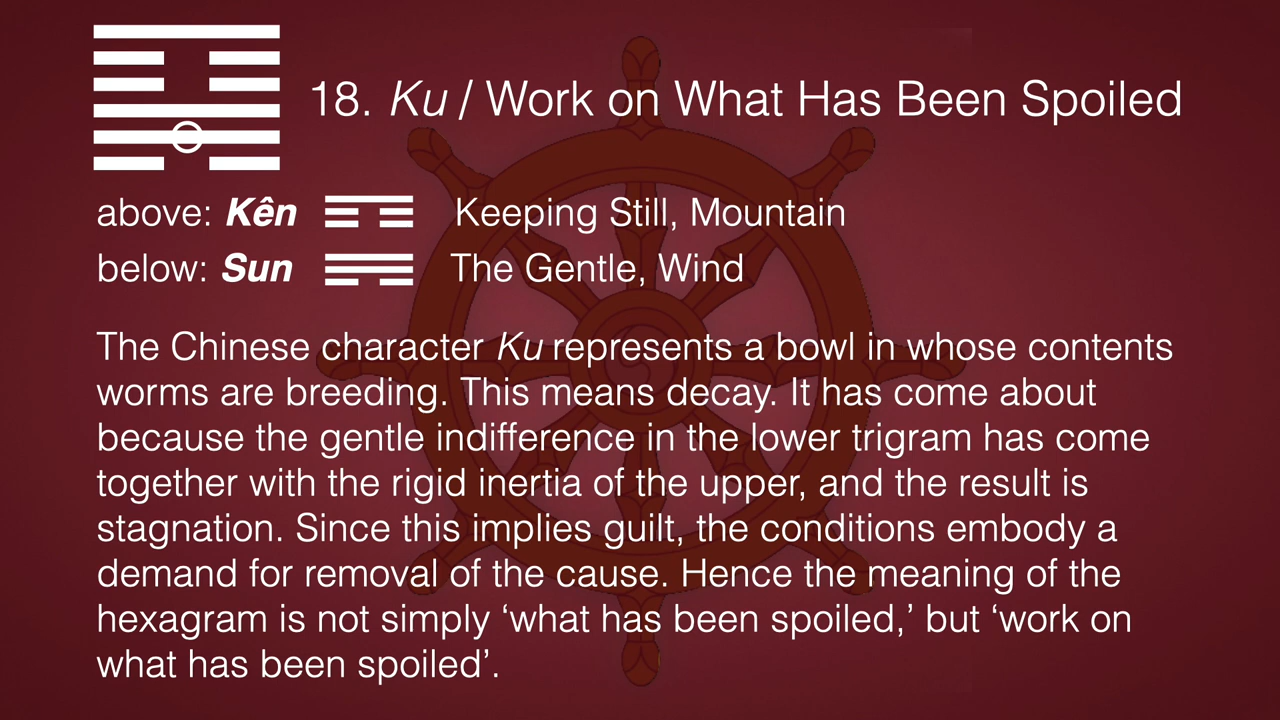 18. Ku / Work on What Has Been Spoiled
above: Kên Keeping Still, Mountain
below: Sun The Gentle, Wind
The Chinese character Ku represents a bowl in whose contents
worms are breeding. This means decay. It has come about
because the gentle indifference in the lower trigram has come
together with the rigid inertia of the upper, and the result is
stagnation. Since this implies guilt, the conditions embody a
demand for removal of the cause. Hence the meaning of the
hexagram is not simply ‘what has been spoiled,’ but ‘work on
what has been spoiled’.